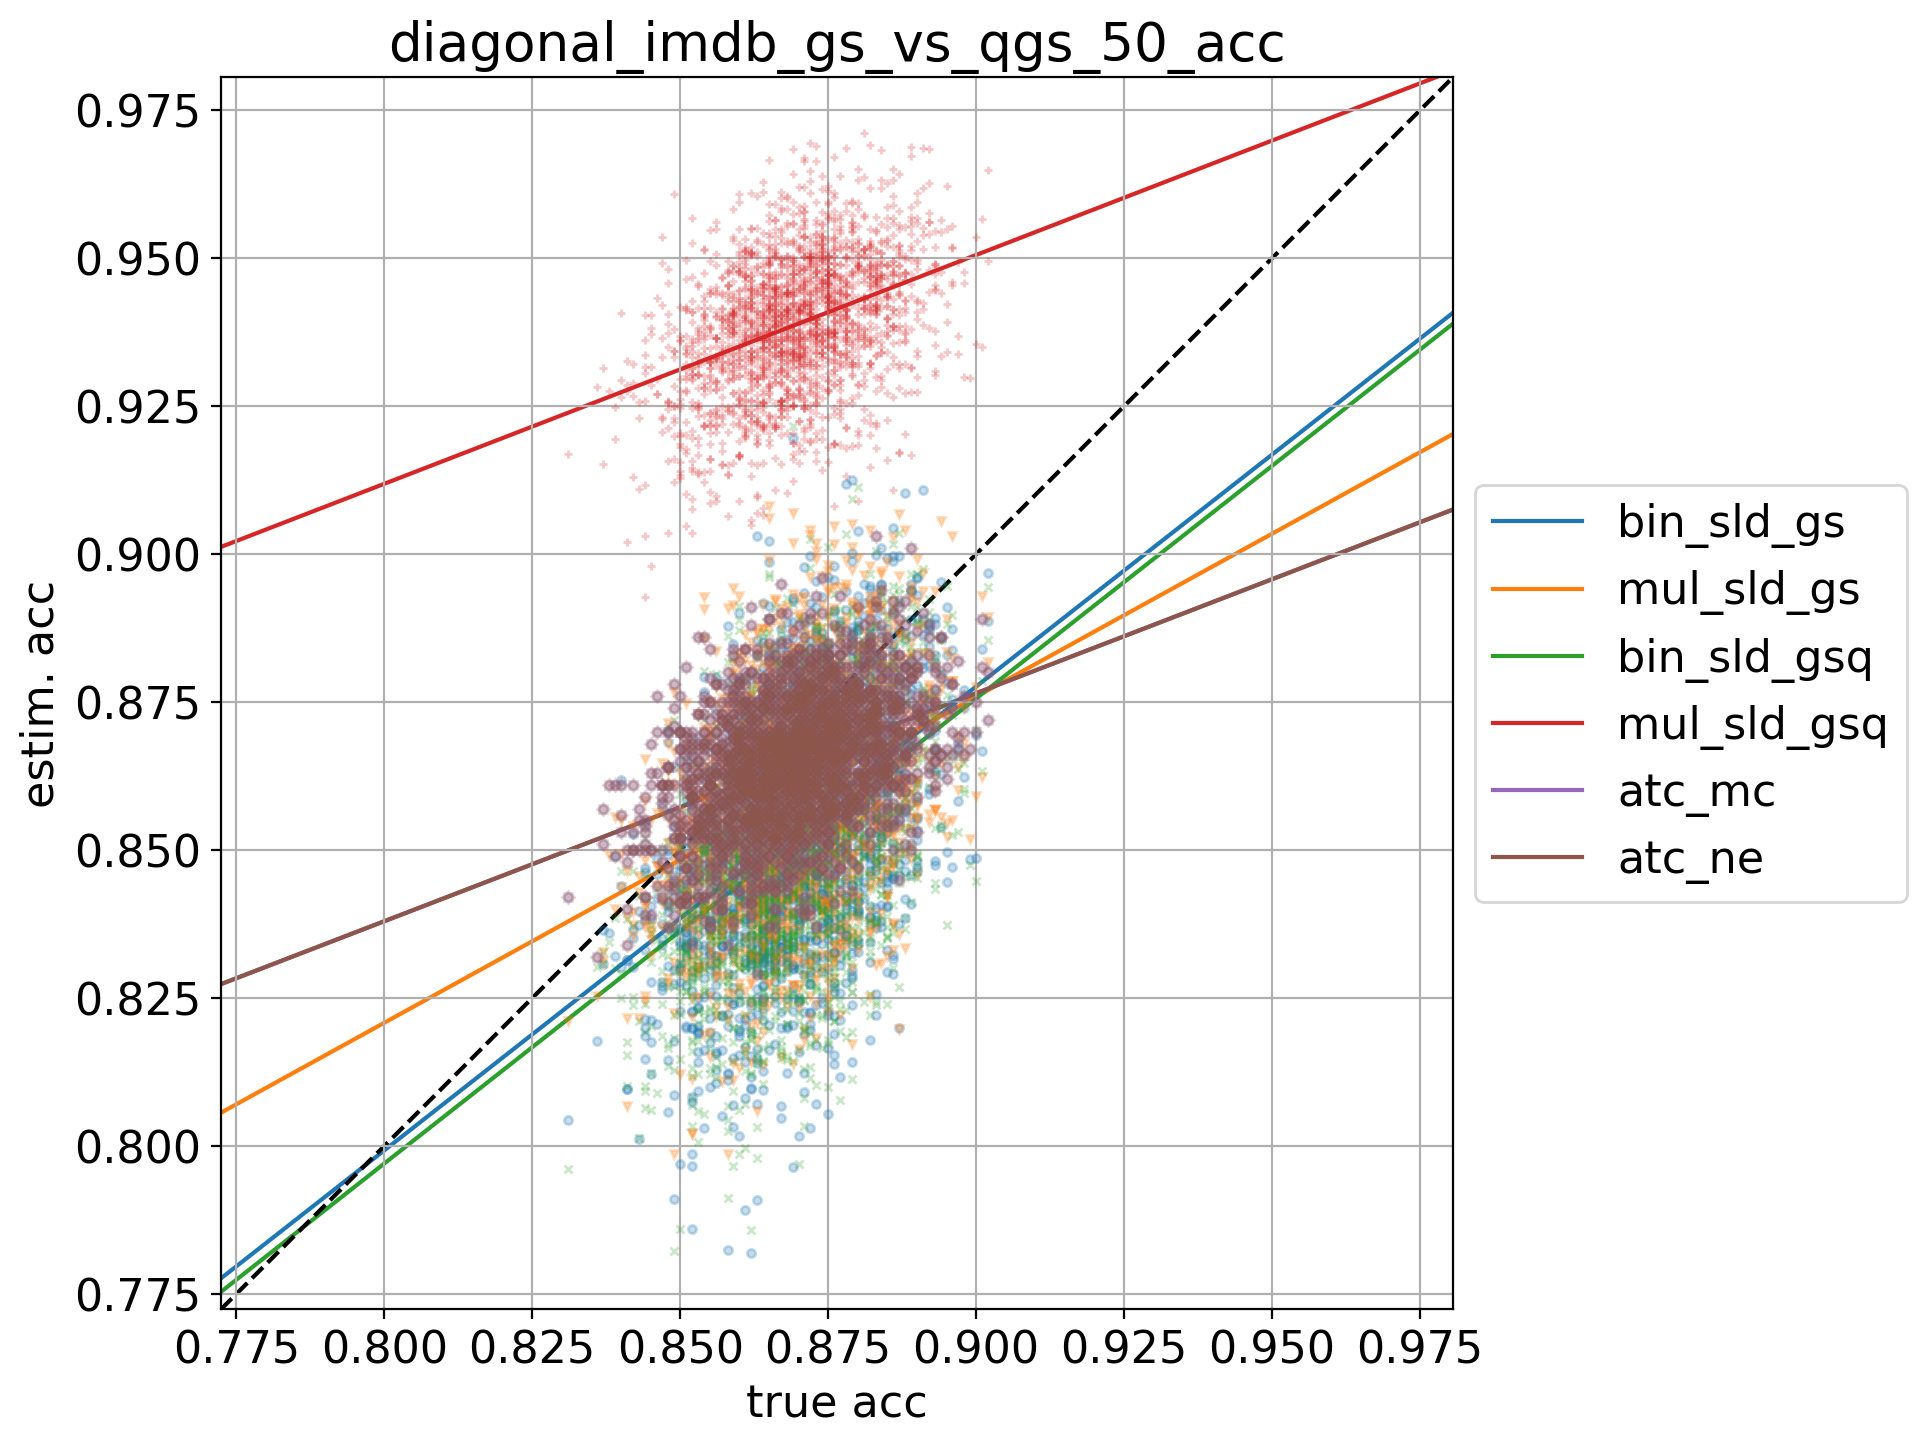 diagonal_imdb_gs_vs_qgs_50_acc
0.975
0.950
0.925
0.900
0.875
0.850
0.825
0.800
0.775
estim. acc
0.775 0.800 0.825 0.850 0.875 0.900 0.925 0.950 0.975
true acc
bin_sld_gs
mul_sld_gs
bin_sld_gsq
mul_sld_gsq
atc_mc
atc_ne